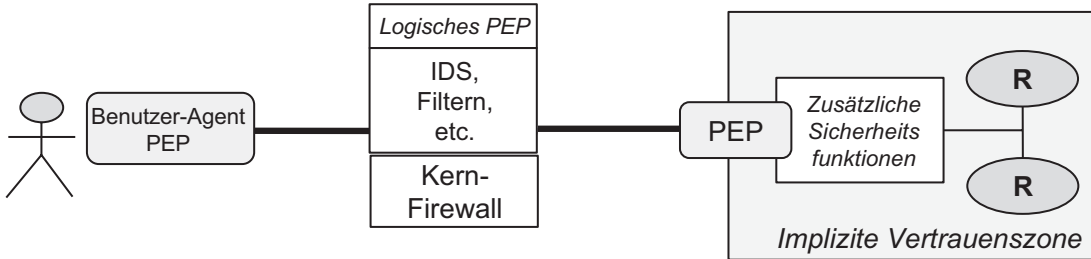 Benutzer-Agent
PEP
Logisches PEP
IDS,
Filtern,
etc.
Kern-
Firewall
PEP
Zusätzliche
Sicherheits
funktionen
R
R
Implizite Vertrauenszone